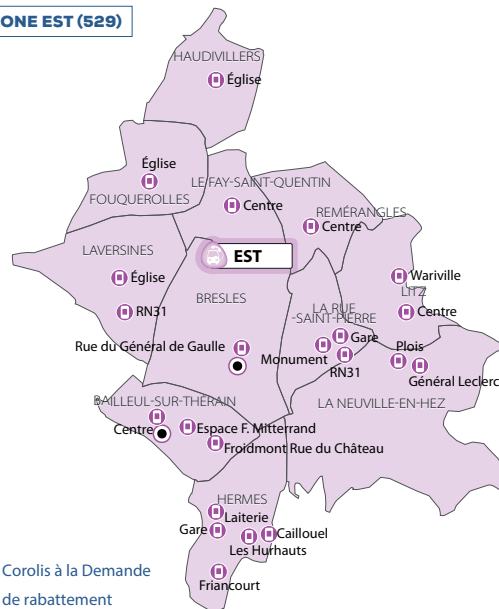 ONE EST (529)
HAUDIVILLERS
Église
Église
FOUQUEROLLES
LE FAY-SAINT-QUENTIN
Centre
REMÉRANGLES
Centre
LAVERSINES
Église
RN31
EST
BRESLES
Rue du Général de Gaulle
Wariville
LITZ
Centre
LA RUE
-SAINT-PIERRE
Gare
Monument
RN31
Plois
Général Leclerc
LA NEUVILLE-EN-HEZ
BAILLEUL-SUR-THÉRAIN
Centre
Espace F. Mitterrand
Froidmont Rue du Château
HERMES
Laiterie
Gare
Caillouel
Les Hurhauts
Friancourt
Corolis à la Demande
de rabattement